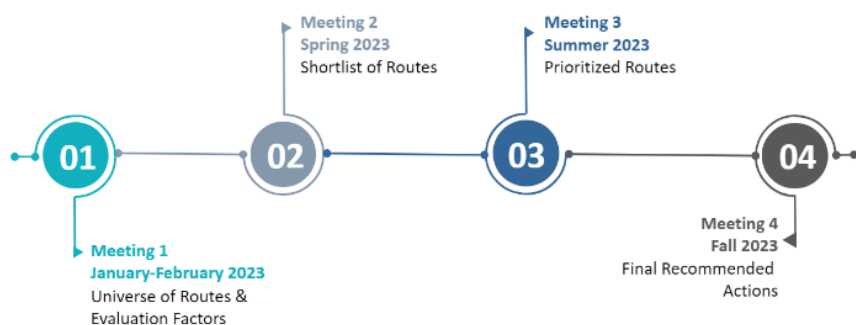 Meeting 2
Spring 2023
Shortlist of Routes
Meeting 3
Summer 2023
Prioritized Routes
01
02
03
04
Meeting 1
January-February 2023
Universe of Routes &
Evaluation Factors
Meeting 4
Fall 2023
Final Recommended
Actions